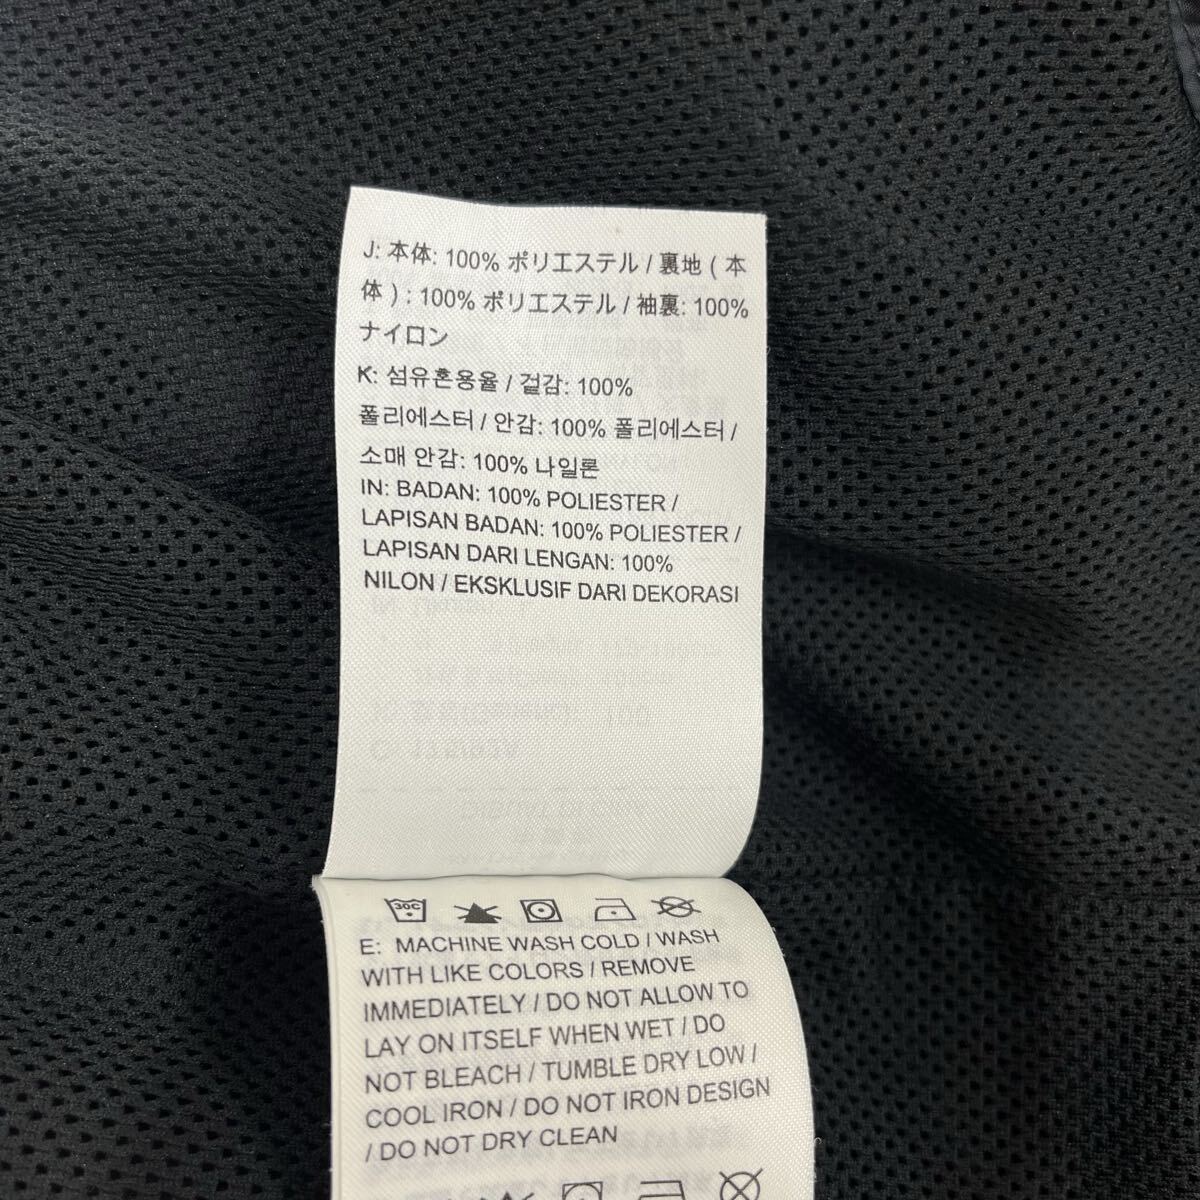 J: 本体: 100% ポリエステル / 裏地 ( 本
体 ) : 100% ポリエステル / 袖裏: 100%
ナイロン
K: 섬유혼용율 / 겉감: 100%
폴리에스터 / 안감: 100% 폴리에스터 /
소매 안감: 100% 나일론
IN: BADAN: 100% POLIESTER /
LAPISAN BADAN: 100% POLIESTER /
LAPISAN DARI LENGAN: 100%
NILON / EKSKLUSIF DARI DEKORASI
30C
E: MACHINE WASH COLD / WASH
WITH LIKE COLORS / REMOVE
IMMEDIATELY / DO NOT ALLOW TO
LAY ON ITSELF WHEN WET / DO
NOT BLEACH / TUMBLE DRY LOW /
COOL IRON / DO NOT IRON DESIGN
/ DO NOT DRY CLEAN